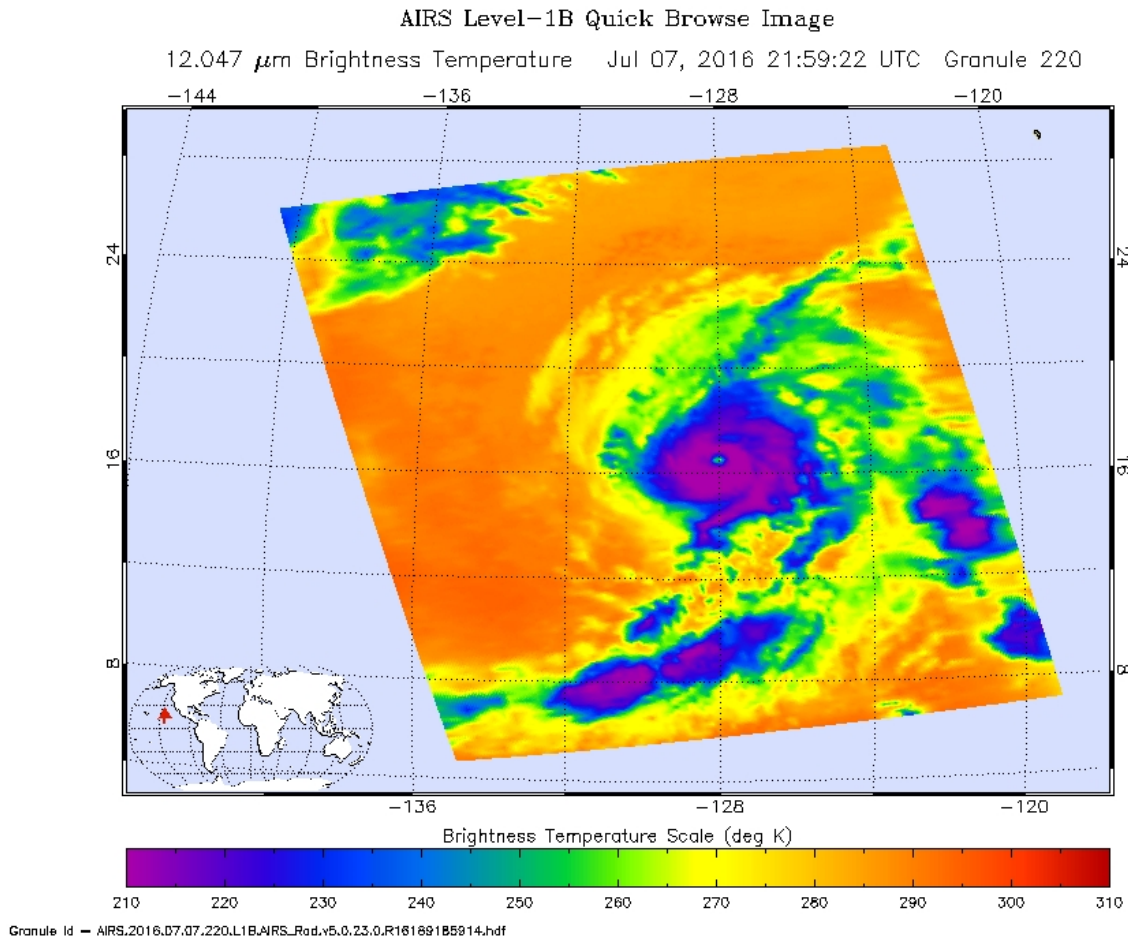 AIRS Level-1B Quick Browse Image
12.047 μm Brightness Temperature Jul 07, 2016 21:59:22 UTC Granule 220
-144 -136 -128 -120
24 24
16 16
8 8
-136 -128 -120
Brightness Temperature Scale (deg K)
210 220 230 240 250 260 270 280 290 300 310
Granule Id - AIRS.2016.07.07.220.L1B.AIRS_Rad.v5.0.23.0.R16189185914.hdf